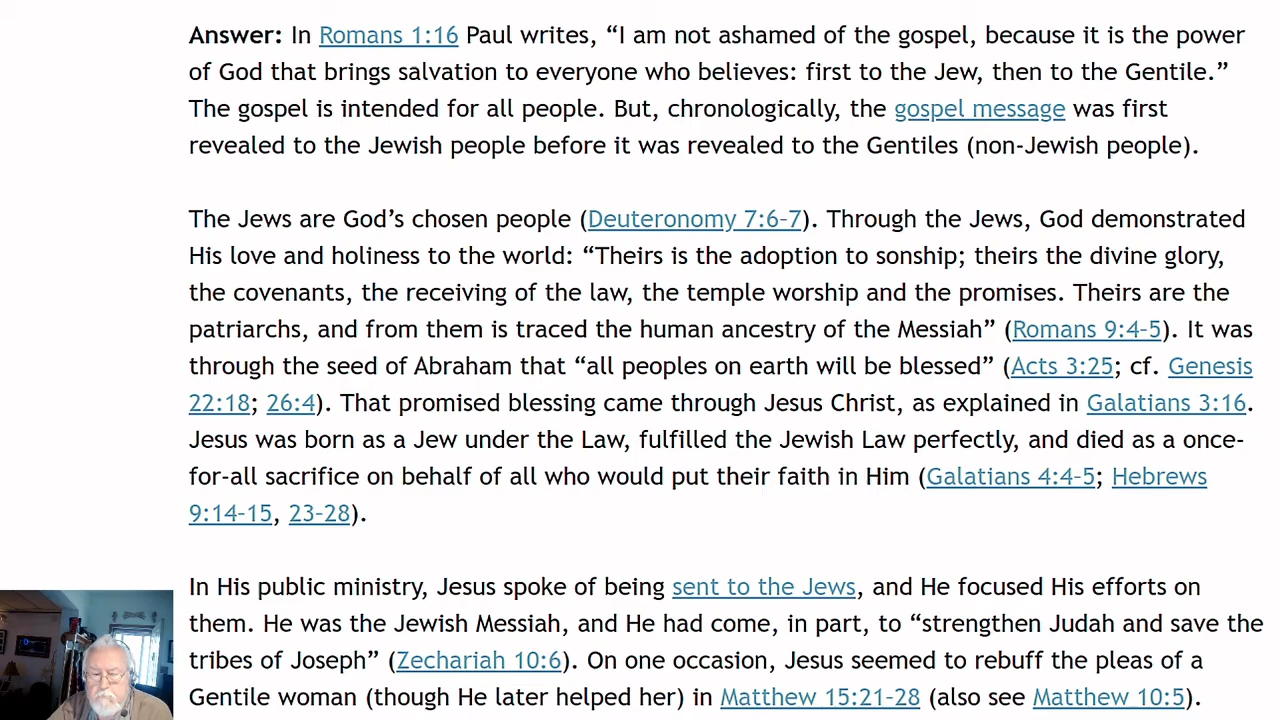 Answer: In Romans 1:16 Paul writes, “I am not ashamed of the gospel, because it is the power
of God that brings salvation to everyone who believes: first to the Jew, then to the Gentile.”
The gospel is intended for all people. But, chronologically, the gospel message was first
revealed to the Jewish people before it was revealed to the Gentiles (non-Jewish people).
The Jews are God’s chosen people (Deuteronomy 7:6–7). Through the Jews, God demonstrated
His love and holiness to the world: “Theirs is the adoption to sonship; theirs the divine glory,
the covenants, the receiving of the law, the temple worship and the promises. Theirs are the
patriarchs, and from them is traced the human ancestry of the Messiah” (Romans 9:4–5). It was
through the seed of Abraham that “all peoples on earth will be blessed” (Acts 3:25; cf. Genesis
22:18; 26:4). That promised blessing came through Jesus Christ, as explained in Galatians 3:16.
Jesus was born as a Jew under the Law, fulfilled the Jewish Law perfectly, and died as a once-
for-all sacrifice on behalf of all who would put their faith in Him (Galatians 4:4–5; Hebrews
9:14–15, 23–28).
In His public ministry, Jesus spoke of being sent to the Jews, and He focused His efforts on
them. He was the Jewish Messiah, and He had come, in part, to “strengthen Judah and save the
tribes of Joseph” (Zechariah 10:6). On one occasion, Jesus seemed to rebuff the pleas of a
Gentile woman (though He later helped her) in Matthew 15:21–28 (also see Matthew 10:5).